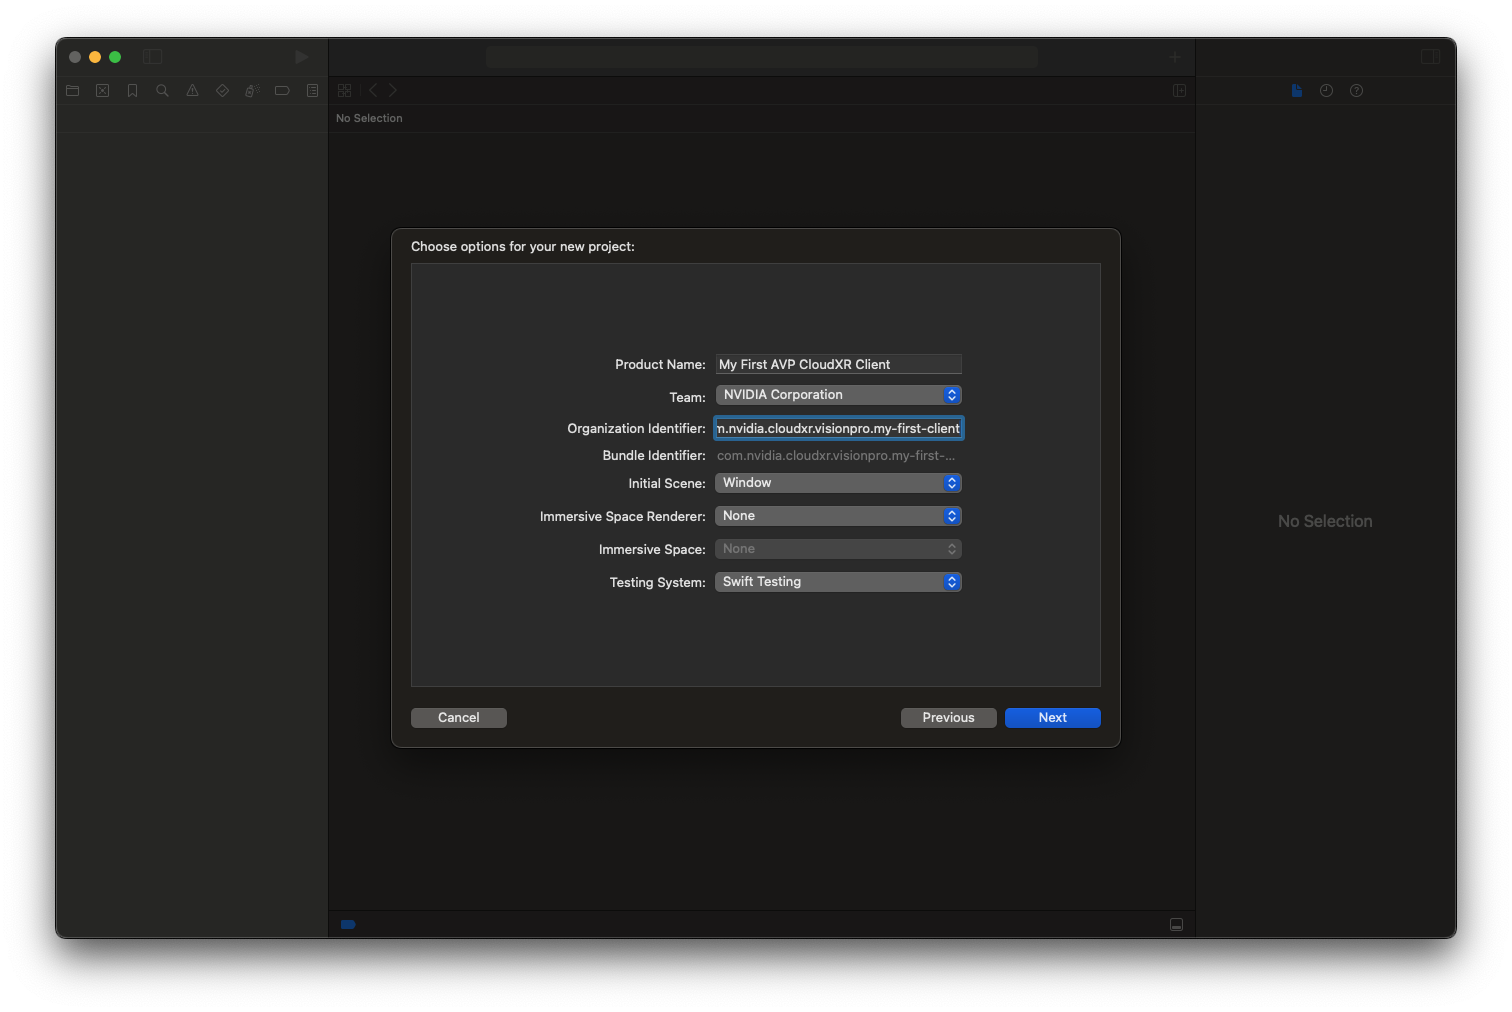 No Selection
Choose options for your new project:
Product Name: My First AVP CloudXR Client
Team: NVIDIA Corporation
Organization Identifier: m.nvidia.cloudxr.visionpro.my-first-client
Bundle Identifier: com.nvidia.cloudxr.visionpro.my-first-...
Initial Scene: Window
Immersive Space Renderer: None
No Selection
Immersive Space: None
Testing System: Swift Testing
Cancel Previous Next